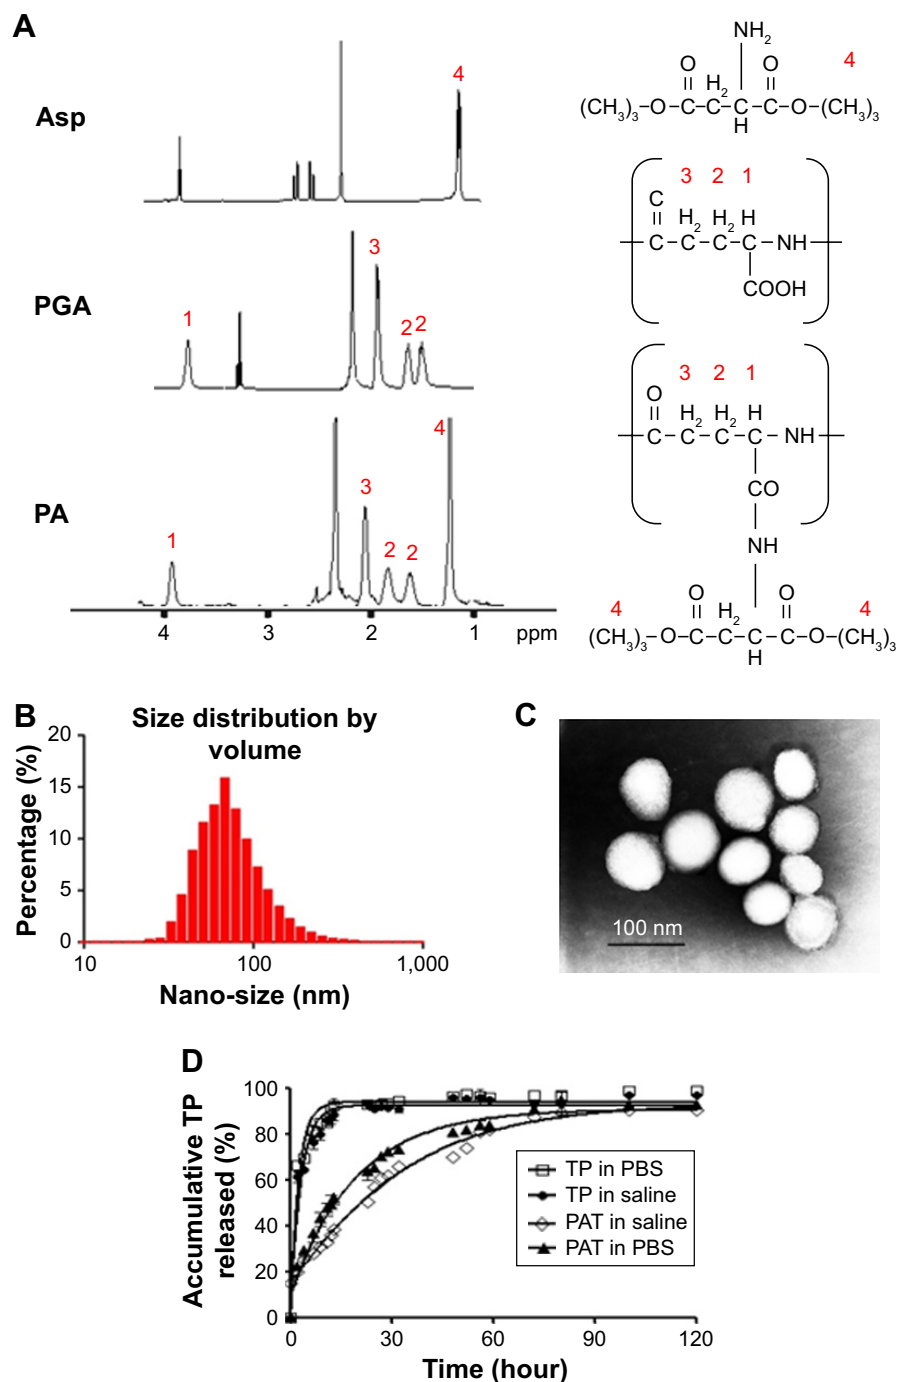 A
Asp
4
NH2
4
O H2 O
(CH3)3–O–C–C–C–C–O–(CH3)3
H
PGA
1
3
2 2
3 2 1
C H2 H2 H
C–C–C–C–NH
COOH
PA
1
3
2 2
4
3 2 1
O H2 H2 H
C–C–C–C–NH
CO
NH
4 O H2 O 4
(CH3)3–O–C–C–C–C–O–(CH3)3
H
4 3 2 1 ppm
B
Size distribution by
volume
Percentage (%)
20
15
10
5
0
10 100 1,000
Nano-size (nm)
C
100 nm
D
Accumulative TP
released (%)
100
80
60
40
20
0
0 30 60 90 120
Time (hour)
TP in PBS
TP in saline
PAT in saline
PAT in PBS